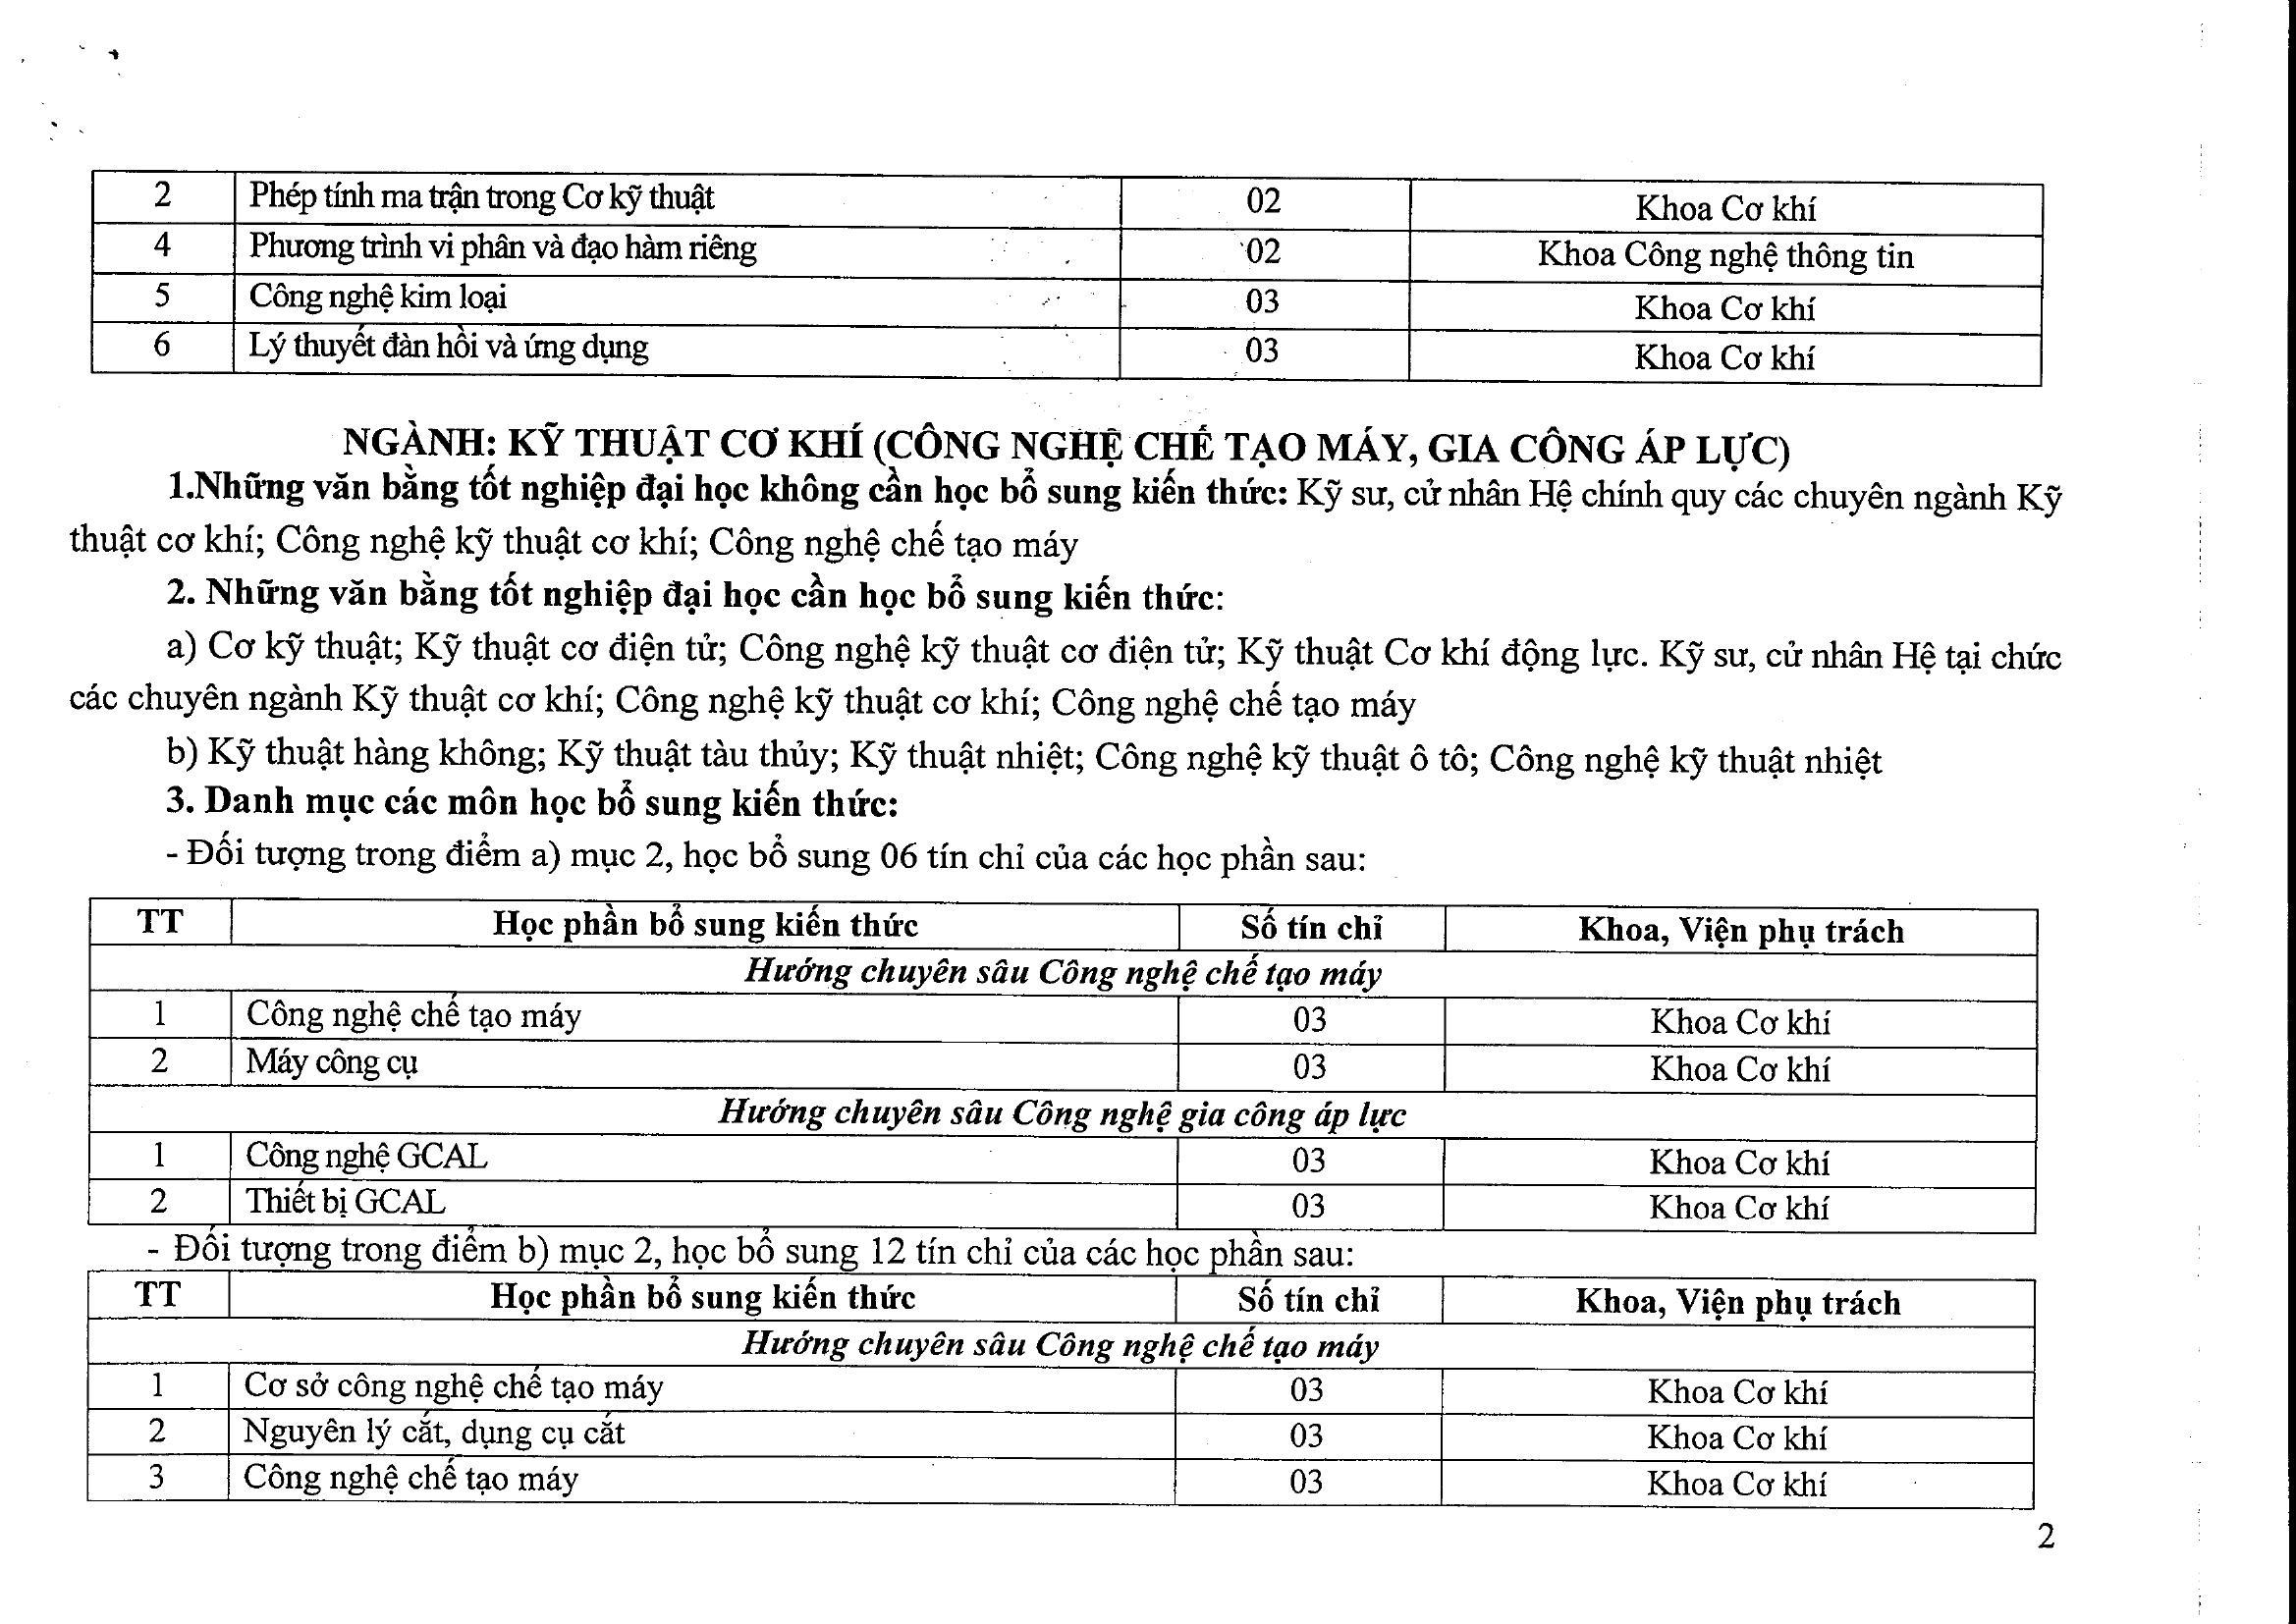 2 Phép tính ma trận trong Cơ kỹ thuật 02 Khoa Cơ khí
4 Phương trình vi phân và đạo hàm riêng 02 Khoa Công nghệ thông tin
5 Công nghệ kim loại 03 Khoa Cơ khí
6 Lý thuyết đàn hồi và ứng dụng 03 Khoa Cơ khí
NGÀNH: KỸ THUẬT CƠ KHÍ (CÔNG NGHỆ CHẾ TẠO MÁY, GIA CÔNG ÁP LỰC)
1.Những văn bằng tốt nghiệp đại học không cần học bổ sung kiến thức: Kỹ sư, cử nhân Hệ chính quy các chuyên ngành Kỹ
thuật cơ khí; Công nghệ kỹ thuật cơ khí; Công nghệ chế tạo máy
2. Những văn bằng tốt nghiệp đại học cần học bổ sung kiến thức:
a) Cơ kỹ thuật; Kỹ thuật cơ điện tử; Công nghệ kỹ thuật cơ điện tử; Kỹ thuật Cơ khí động lực. Kỹ sư, cử nhân Hệ tại chức
các chuyên ngành Kỹ thuật cơ khí; Công nghệ kỹ thuật cơ khí; Công nghệ chế tạo máy
b) Kỹ thuật hàng không; Kỹ thuật tàu thủy; Kỹ thuật nhiệt; Công nghệ kỹ thuật ô tô; Công nghệ kỹ thuật nhiệt
3. Danh mục các môn học bổ sung kiến thức:
- Đối tượng trong điểm a) mục 2, học bổ sung 06 tín chỉ của các học phần sau:
TT Học phần bổ sung kiến thức Số tín chỉ Khoa, Viện phụ trách
Hướng chuyên sâu Công nghệ chế tạo máy
1 Công nghệ chế tạo máy 03 Khoa Cơ khí
2 Máy công cụ 03 Khoa Cơ khí
Hướng chuyên sâu Công nghệ gia công áp lực
1 Công nghệ GCAL 03 Khoa Cơ khí
2 Thiết bị GCAL 03 Khoa Cơ khí
- Đối tượng trong điểm b) mục 2, học bổ sung 12 tín chỉ của các học phần sau:
TT Học phần bổ sung kiến thức Số tín chỉ Khoa, Viện phụ trách
Hướng chuyên sâu Công nghệ chế tạo máy
1 Cơ sở công nghệ chế tạo máy 03 Khoa Cơ khí
2 Nguyên lý cắt, dụng cụ cắt 03 Khoa Cơ khí
3 Công nghệ chế tạo máy 03 Khoa Cơ khí
2